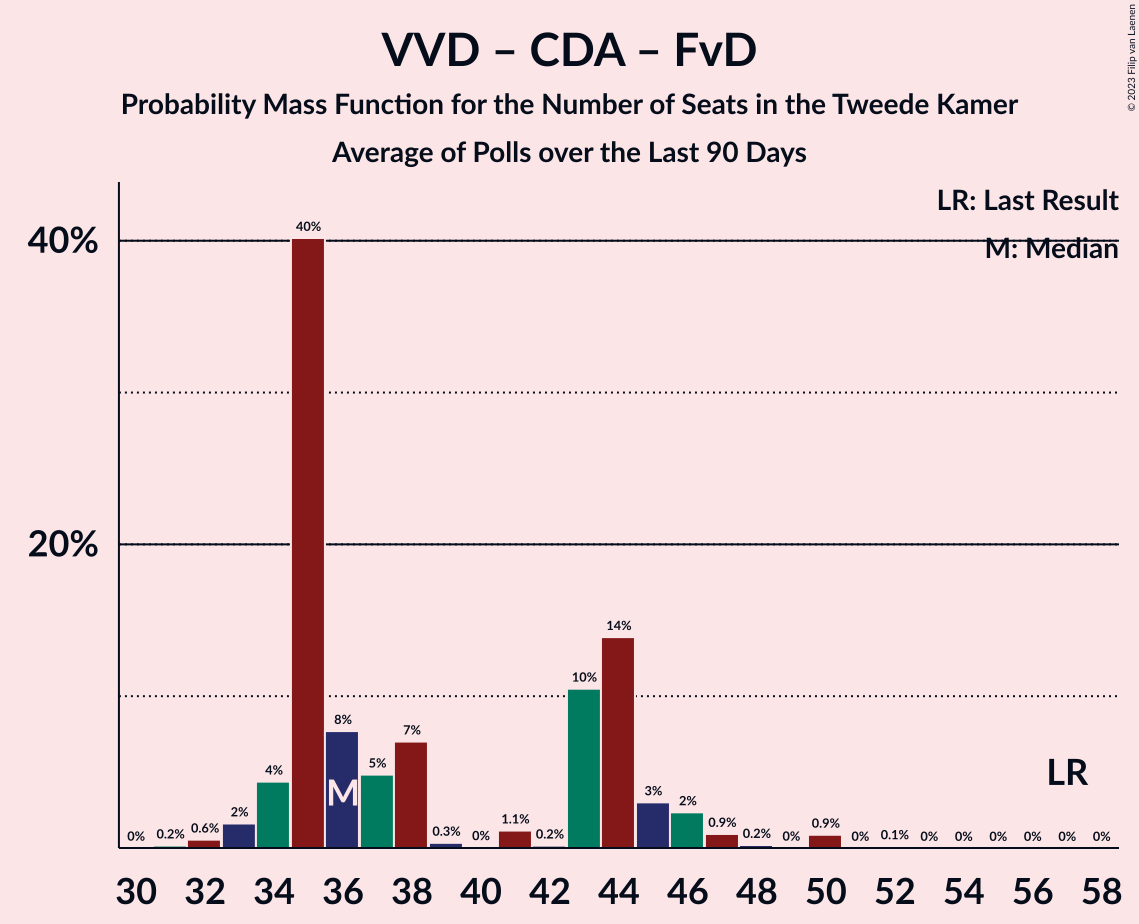 VVD – CDA – FvD
Probability Mass Function for the Number of Seats in the Tweede Kamer
Average of Polls over the Last 90 Days
© 2023 Filip van Laenen
LR: Last Result
M: Median
40%
20%
0% 0.2% 0.6% 2% 4% 40% 8% 5% 7% 0.3% 0% 1.1% 0.2% 10% 14% 3% 2% 0.9% 0.2% 0% 0.9% 0% 0.1% 0% 0% 0% 0% 0% 0%
M
LR
30 32 34 36 38 40 42 44 46 48 50 52 54 56 58